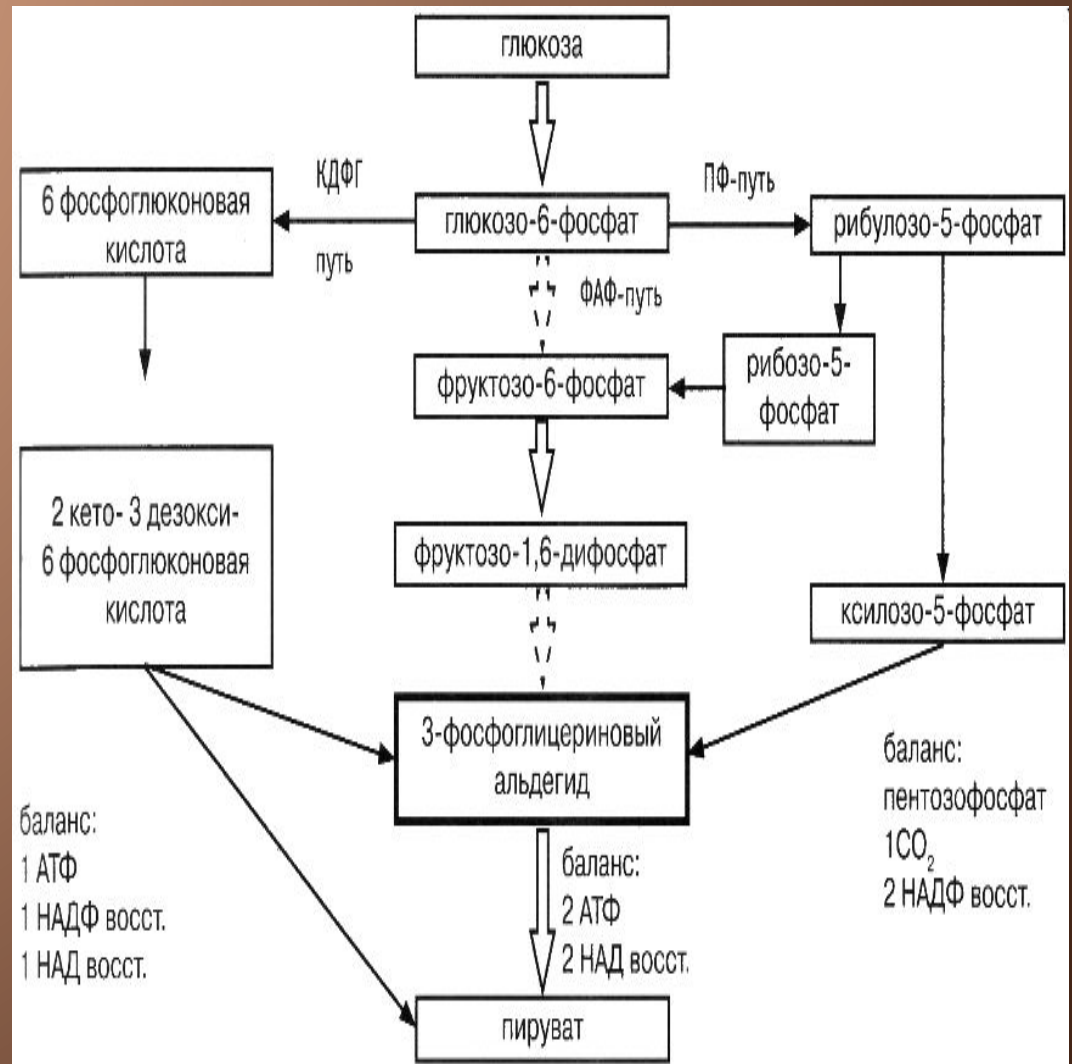 глюкоза
КДФГ
ПФ-путь
6 фосфоглюконовая
кислота
глюкозо-6-фосфат
рибулозо-5-фосфат
путь
ФАФ-путь
фруктозо-6-фосфат
рибозо-5-
фосфат
2 кето- 3 дезокси-
6 фосфоглюконовая
кислота
фруктозо-1,6-дифосфат
ксилозо-5-фосфат
3-фосфоглицериновый
альдегид
баланс:
1 АТФ
1 НАДФ восст.
1 НАД восст.
баланс:
2 АТФ
2 НАД восст.
баланс:
пентозофосфат
1CO₂
2 НАДФ восст.
пируват